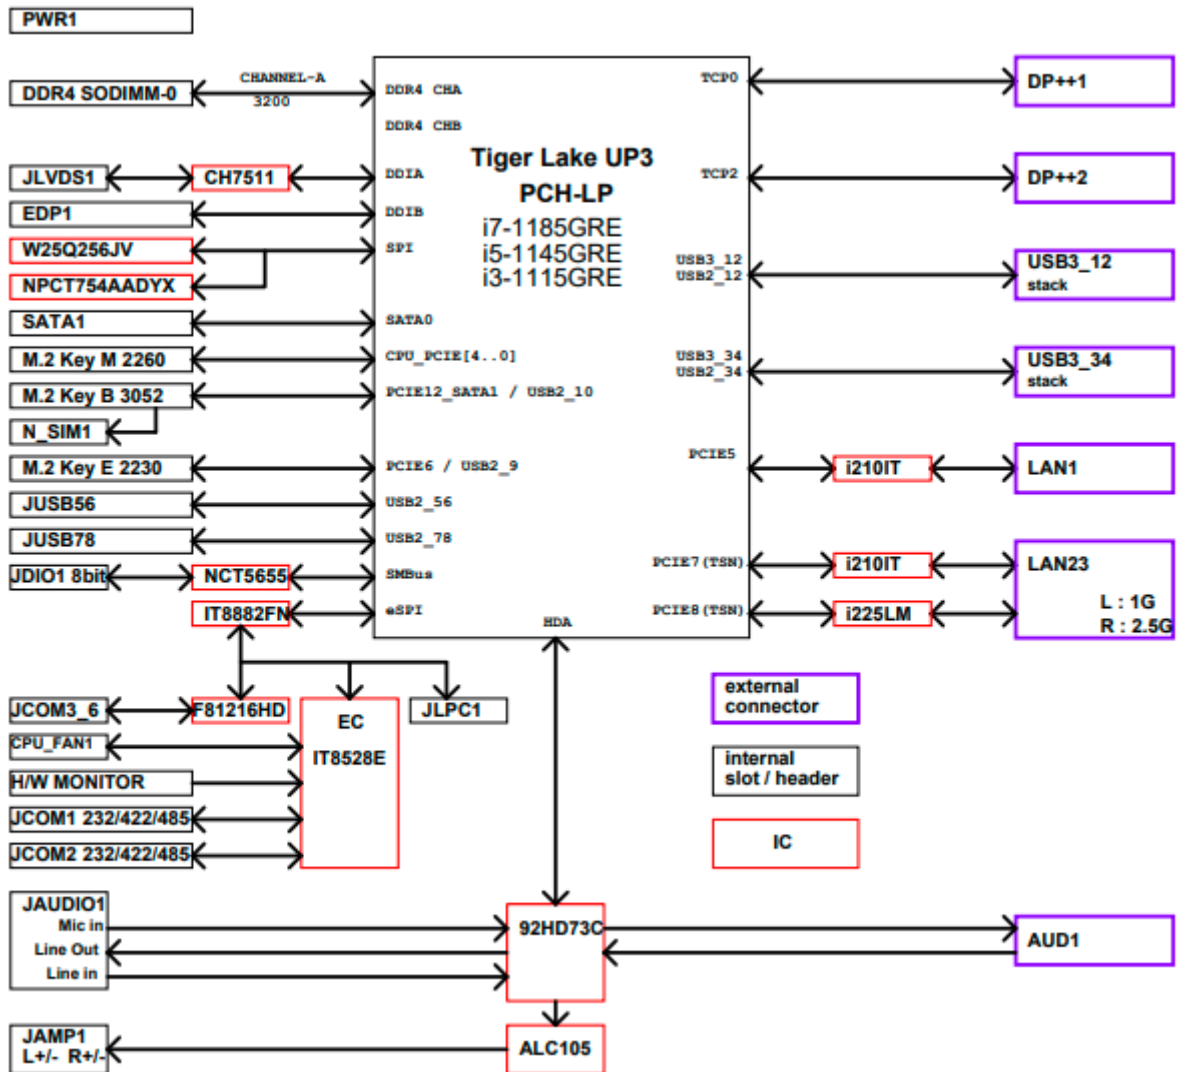 PWR1
DDR4 SODIMM-0
CHANNEL-A
3200
DDR4 CHA
DDR4 CHB
Tiger Lake UP3
PCH-LP
i7-1185GRE
i5-1145GRE
i3-1115GRE
TCP0
DP++1
JLVDS1
CH7511
DDIA
TCP2
DP++2
EDP1
DDIB
W25Q256JV
SPI
NPCT754AADYX
USB3_12
USB2_12
USB3_12
stack
SATA1
SATA0
M.2 Key M 2260
CPU_PCIE[4..0]
USB3_34
USB2_34
USB3_34
stack
M.2 Key B 3052
PCIE12_SATA1 / USB2_10
N_SIM1
M.2 Key E 2230
PCIE6 / USB2_9
PCIE5
i210IT
LAN1
JUSB56
USB2_56
JUSB78
USB2_78
JDIO1 8bit
NCT5655
SMBus
PCIE7(TSN)
i210IT
LAN23
L : 1G
R : 2.5G
IT8882FN
eSPI
PCIE8(TSN)
i225LM
HDA
JCOM3_6
F81216HD
EC
IT8528E
JLPC1
CPU_FAN1
H/W MONITOR
JCOM1 232/422/485
JCOM2 232/422/485
external
connector
internal
slot / header
IC
JAUDIO1
Mic in
Line Out
Line in
92HD73C
AUD1
JAMP1
L+/- R+/-
ALC105